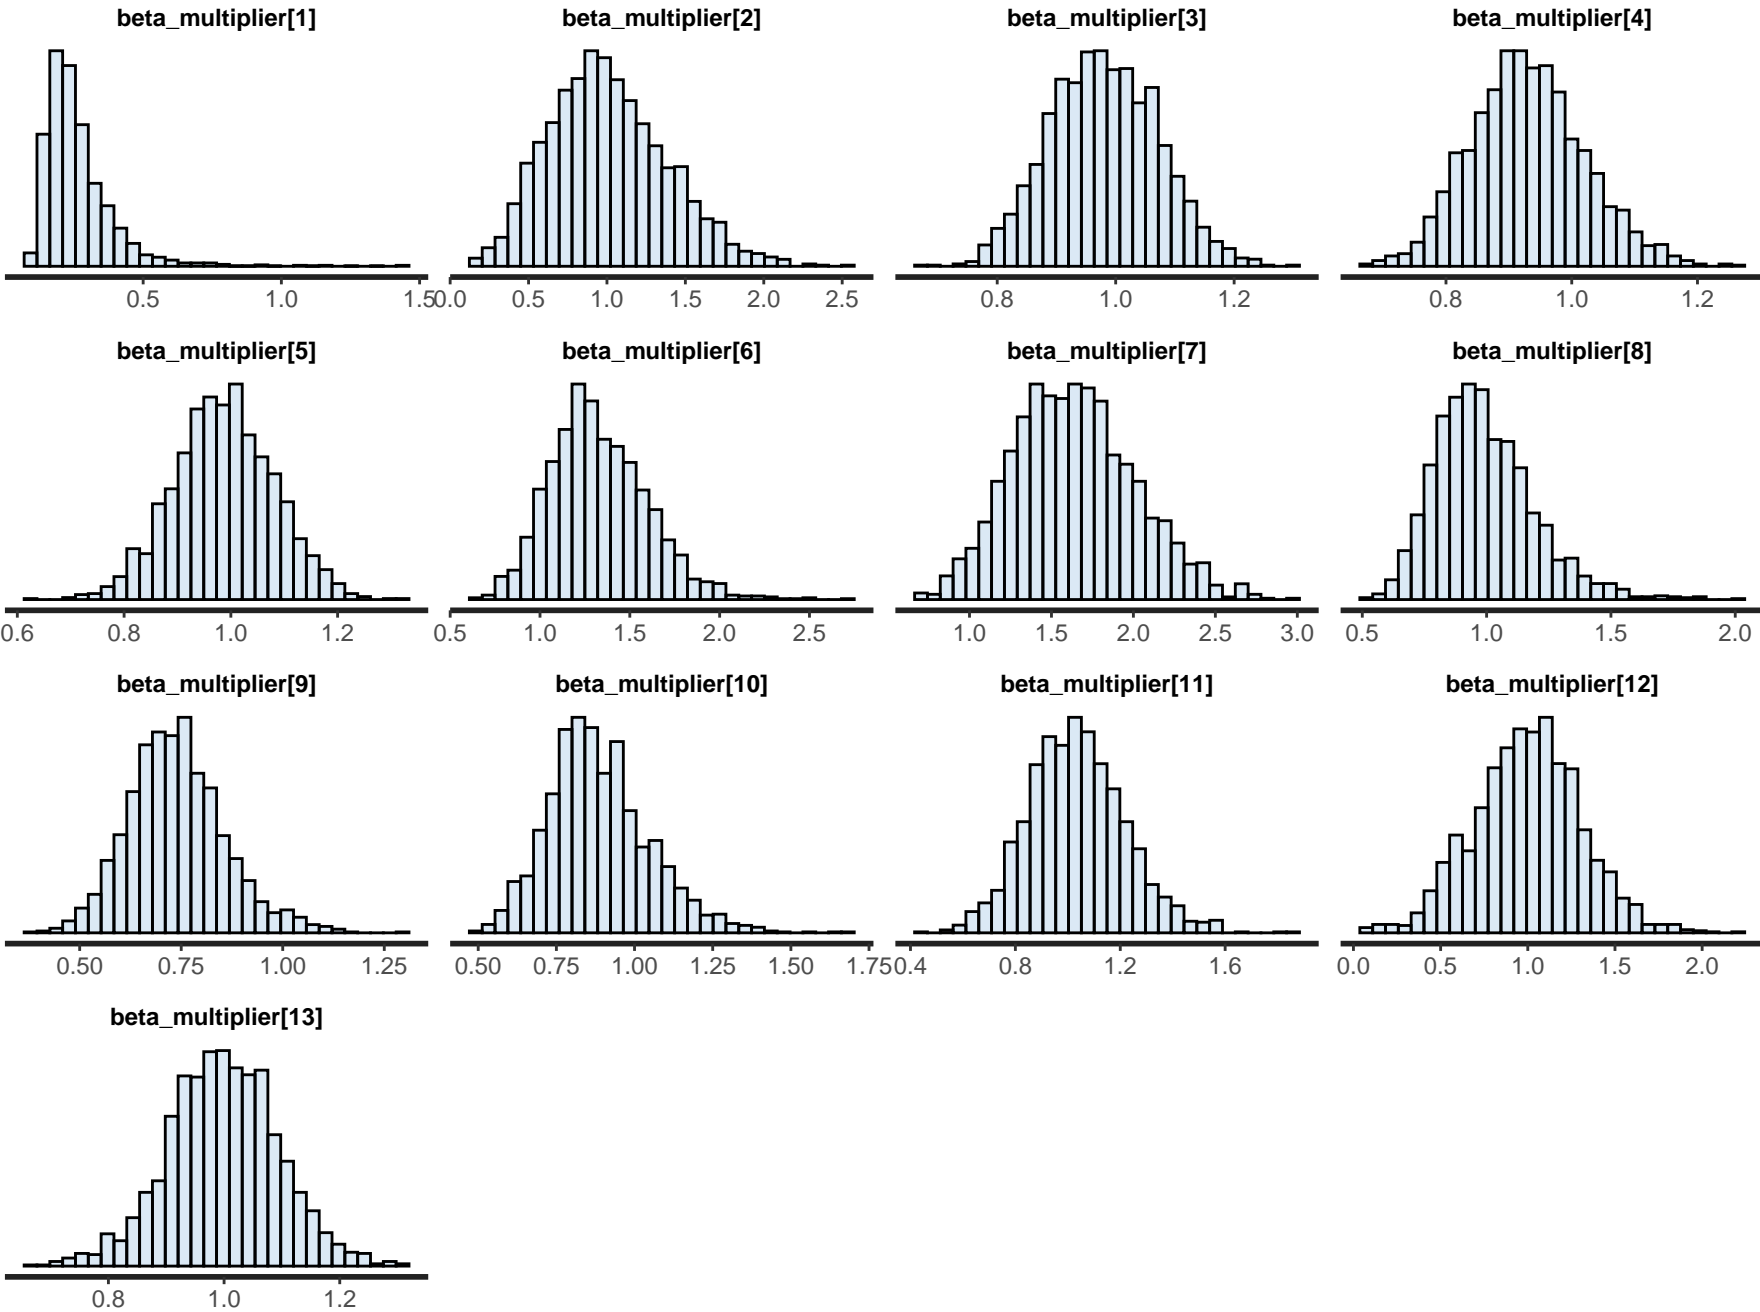 beta_multiplier[1] beta_multiplier[2] beta_multiplier[3] beta_multiplier[4]
0.5 1.0 1.5 0.0 0.5 1.0 1.5 2.0 2.5 0.8 1.0 1.2 0.8 1.0 1.2
beta_multiplier[5] beta_multiplier[6] beta_multiplier[7] beta_multiplier[8]
0.6 0.8 1.0 1.2 0.5 1.0 1.5 2.0 2.5 1.0 1.5 2.0 2.5 3.0 0.5 1.0 1.5 2.0
beta_multiplier[9] beta_multiplier[10] beta_multiplier[11] beta_multiplier[12]
0.50 0.75 1.00 1.25 0.50 0.75 1.00 1.25 1.50 1.75 0.4 0.8 1.2 1.6 0.0 0.5 1.0 1.5 2.0
beta_multiplier[13]
0.8 1.0 1.2